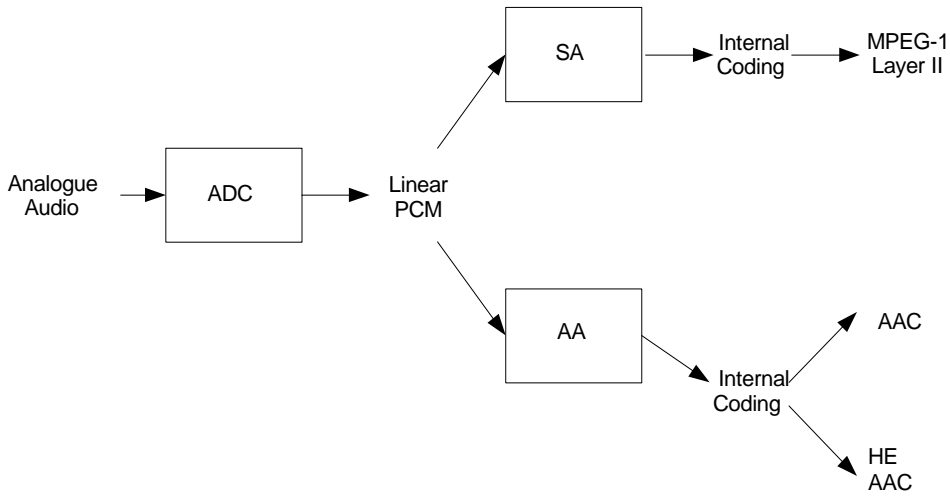 Analogue
Audio
ADC
Linear
PCM
SA
Internal
Coding
MPEG-1
Layer II
AA
Internal
Coding
AAC
HE
AAC